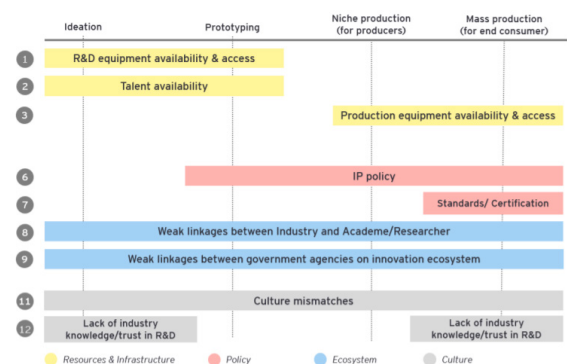 Ideation
Prototyping
Niche production
(for producers)
Mass production
(for end consumer)
1
R&D equipment availability & access
2
Talent availability
3
Production equipment availability & access
6
IP policy
7
Standards/ Certification
8
Weak linkages between Industry and Academe/Researcher
9
Weak linkages between government agencies on innovation ecosystem
11
Culture mismatches
12
Lack of industry
knowledge/trust in R&D
Lack of industry
knowledge/trust in R&D
Resources & Infrastructure
Policy
Ecosystem
Culture